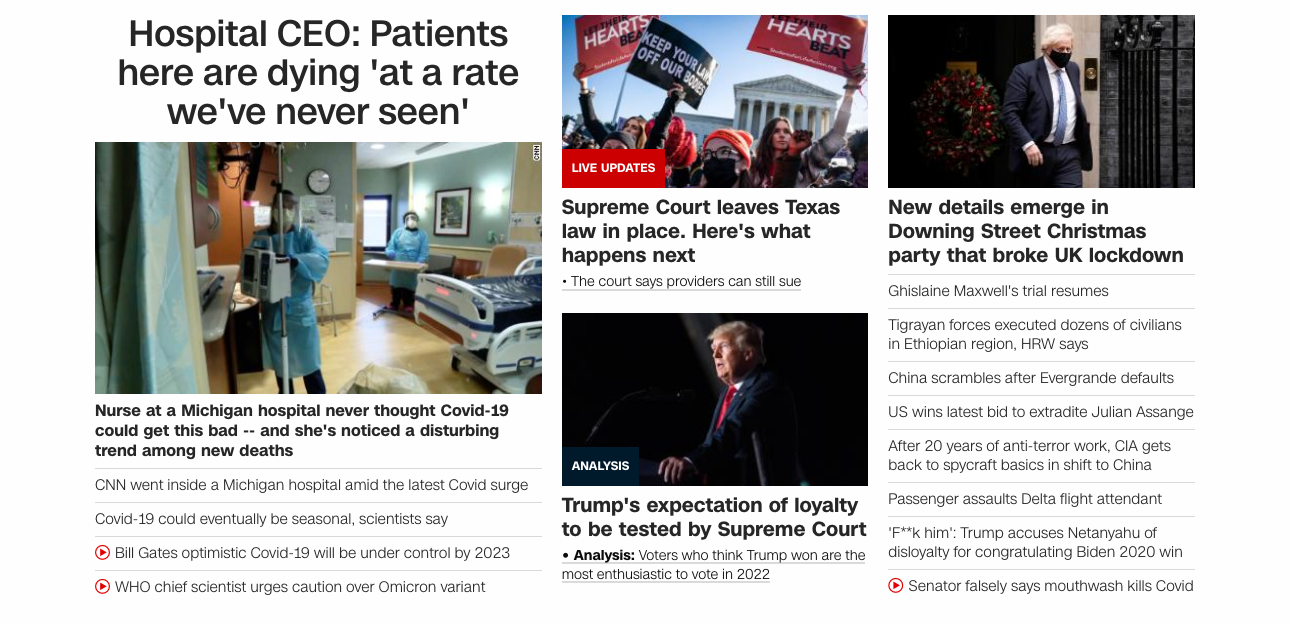 Hospital CEO: Patients
here are dying 'at a rate
we've never seen'
CNN
Nurse at a Michigan hospital never thought Covid-19
could get this bad -- and she's noticed a disturbing
trend among new deaths
CNN went inside a Michigan hospital amid the latest Covid surge
Covid-19 could eventually be seasonal, scientists say
Bill Gates optimistic Covid-19 will be under control by 2023
WHO chief scientist urges caution over Omicron variant
LET THEIR
HEARTS
BEAT
KEEP YOUR LAWS
OFF OUR BODIES
LET THEIR
HEARTS
BEAT
LIVE UPDATES
Supreme Court leaves Texas
law in place. Here's what
happens next
• The court says providers can still sue
ANALYSIS
Trump's expectation of loyalty
to be tested by Supreme Court
• Analysis: Voters who think Trump won are the
most enthusiastic to vote in 2022
New details emerge in
Downing Street Christmas
party that broke UK lockdown
Ghislaine Maxwell's trial resumes
Tigrayan forces executed dozens of civilians
in Ethiopian region, HRW says
China scrambles after Evergrande defaults
US wins latest bid to extradite Julian Assange
After 20 years of anti-terror work, CIA gets
back to spycraft basics in shift to China
Passenger assaults Delta flight attendant
'F**k him': Trump accuses Netanyahu of
disloyalty for congratulating Biden 2020 win
Senator falsely says mouthwash kills Covid